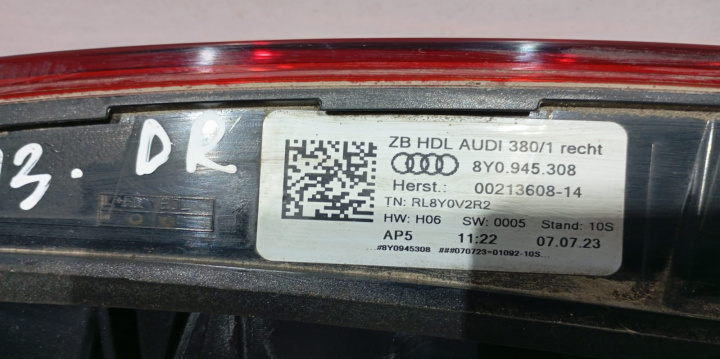 3. DR
ZB HDL AUDI 380/1 recht
8Y0.945.308
Herst.: 00213608-14
TN: RL8Y0V2R2
HW: H06 SW: 0005 Stand: 10S
AP5 11:22 07.07.23
...#8Y0945308 ###070723-01092-10S...